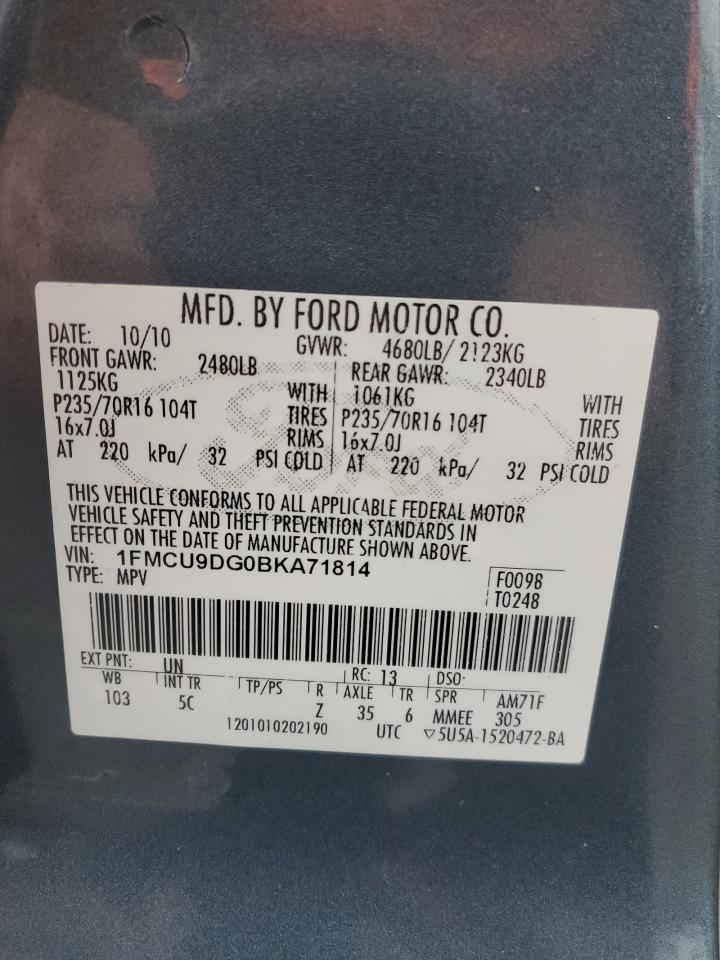 MFD. BY FORD MOTOR CO.
DATE: 10/10 GVWR: 4680LB/ 2123KG
FRONT GAWR: 2480LB REAR GAWR: 2340LB
1125KG WITH 1061KG WITH
P235/70R16 104T TIRES P235/70R16 104T TIRES
16x7.0J RIMS 16x7.0J RIMS
AT 220 kPa/ 32 PSI COLD AT 220 kPa/ 32 PSI COLD
THIS VEHICLE CONFORMS TO ALL APPLICABLE FEDERAL MOTOR
VEHICLE SAFETY AND THEFT PREVENTION STANDARDS IN
EFFECT ON THE DATE OF MANUFACTURE SHOWN ABOVE.
VIN: 1FMCU9DG0BKA71814
TYPE: MPV
F0098
T0248
EXT PNT: UN RC: 13 DSO:
WB INT TR TP/PS R AXLE TR SPR AM71F
103 5C Z 35 6 MMEE 305
1201010202190 UTC ▽5U5A-1520472-BA